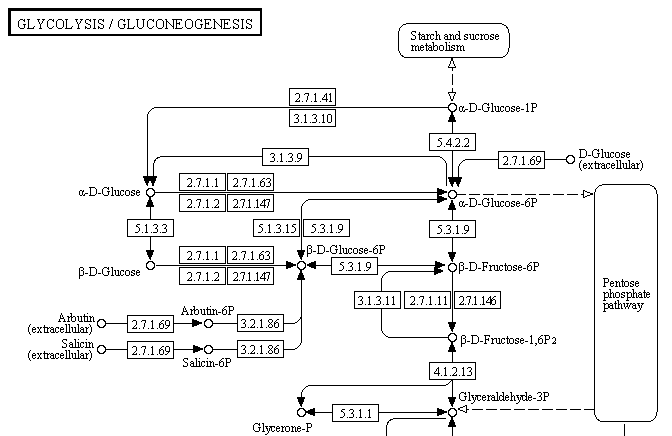 GLYCOLYSIS / GLUCONEOGENESIS
Starch and sucrose
metabolism
2.7.1.41
3.1.3.10
α-D-Glucose-1P
5.4.2.2
3.1.3.9
2.7.1.69
D-Glucose
(extracellular)
α-D-Glucose
2.7.1.1
2.7.1.63
2.7.1.2
2.7.1.147
α-D-Glucose-6P
5.1.3.3
5.1.3.15
5.3.1.9
5.3.1.9
β-D-Glucose-6P
β-D-Glucose
2.7.1.1
2.7.1.63
2.7.1.2
2.7.1.147
5.3.1.9
β-D-Fructose-6P
Pentose
phosphate
pathway
3.1.3.11
2.7.1.11
2.7.1.146
Arbutin
(extracellular)
2.7.1.69
Arbutin-6P
3.2.1.86
Salicin
(extracellular)
2.7.1.69
Salicin-6P
3.2.1.86
β-D-Fructose-1,6P2
4.1.2.13
Glyceraldehyde-3P
Glycerone-P
5.3.1.1